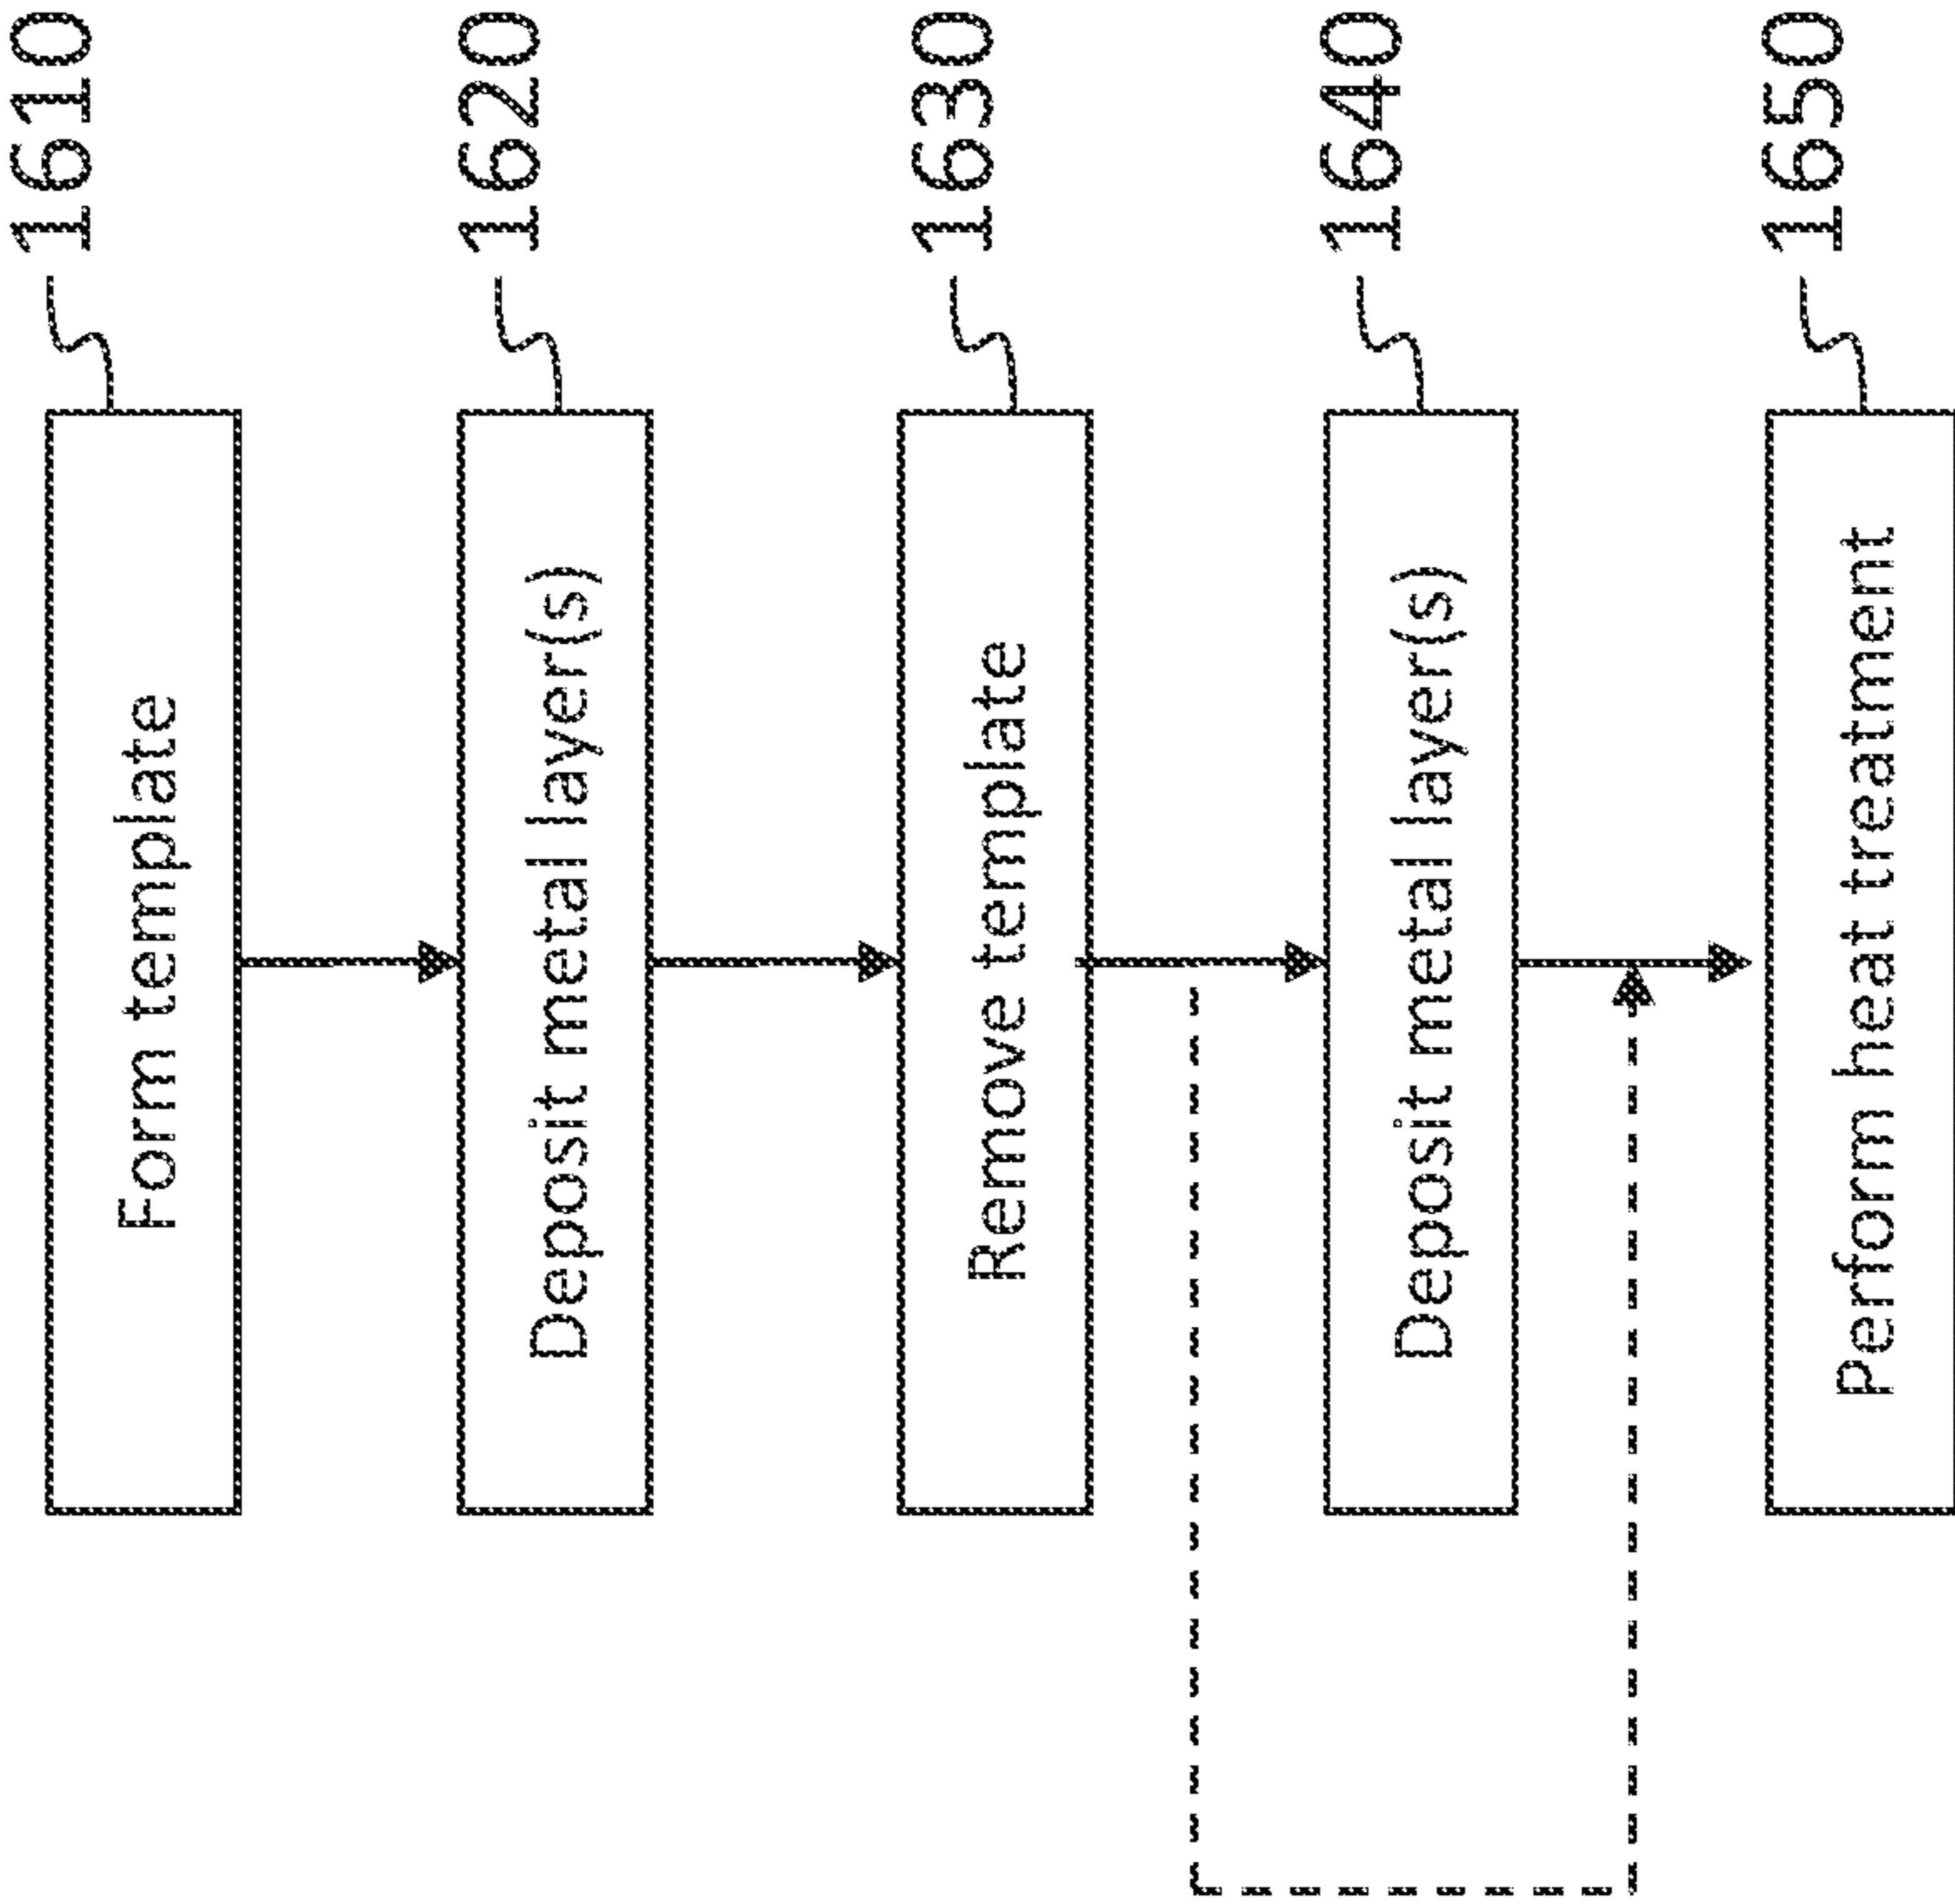 Form template
1610
Deposit metal layer(s)
1620
Remove template
1630
Deposit metal layer(s)
1640
Perform heat treatment
1650